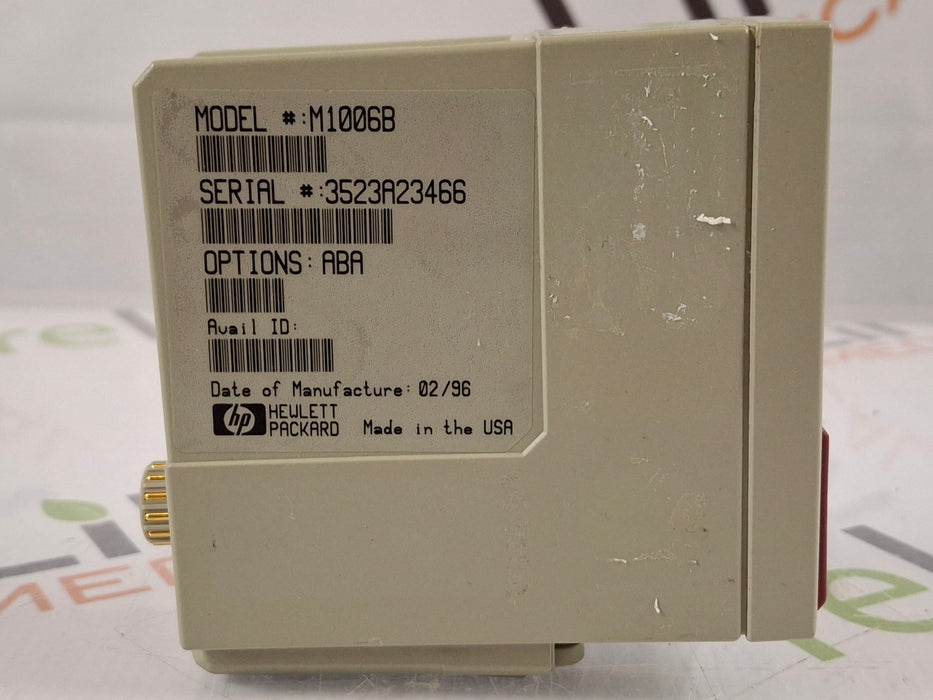 MODEL #:M1006B
SERIAL #:3523A23466
OPTIONS: ABA
Avail ID:
Date of Manufacture: 02/96
hp HEWLETT
PACKARD Made in the USA